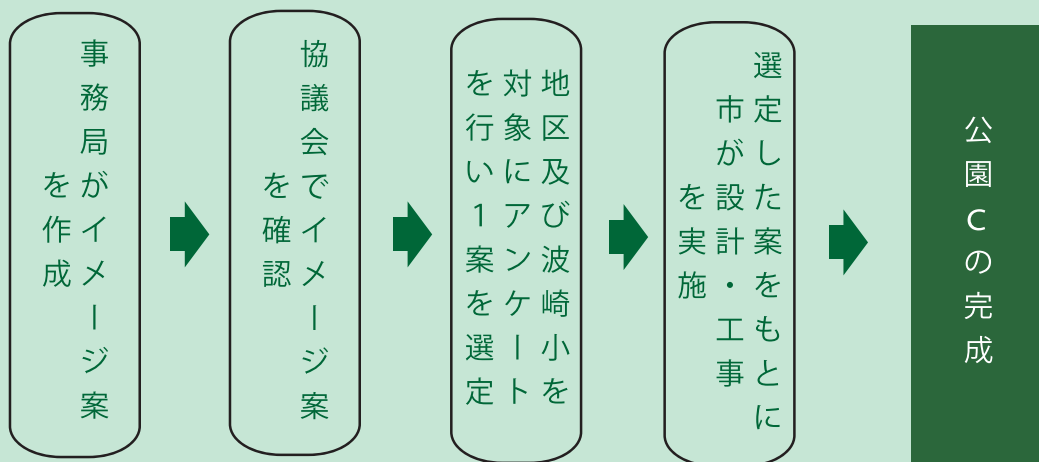 事務局がイメージ案
を作成
協議会でイメージ案
を確認
地区及び波崎小を
対象にアンケート
を行い1案を選定
選定した案をもとに
市が設計・工事
を実施
公園Cの完成